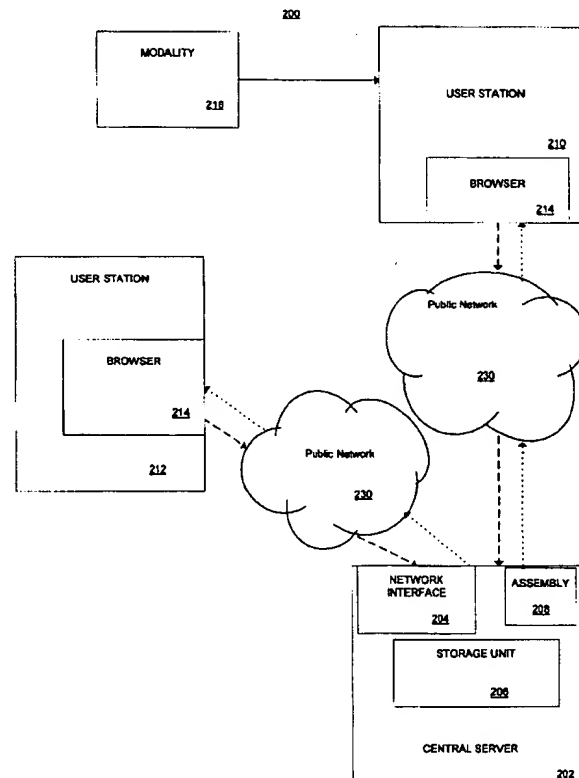 200
MODALITY
216
USER STATION
210
BROWSER
214
USER STATION
BROWSER
214
212
Public Network
230
Public Network
230
NETWORK
INTERFACE
204
ASSEMBLY
208
STORAGE UNIT
206
CENTRAL SERVER
202